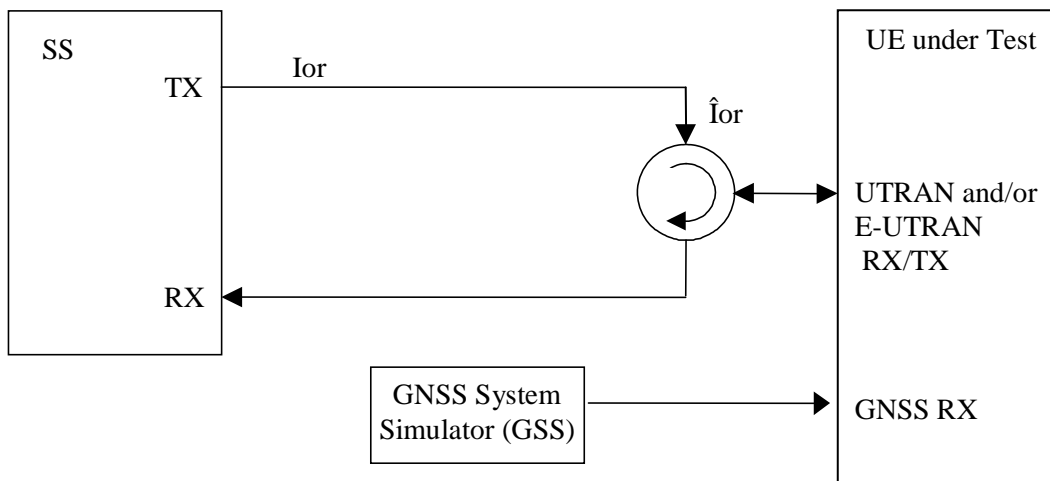 SS
UE under Test
TX
Ior
Îor
UTRAN and/or
E-UTRAN
RX/TX
RX
GNSS System
Simulator (GSS)
GNSS RX